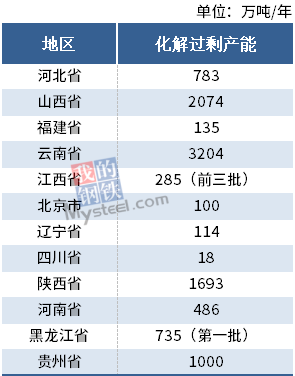 单位：万吨/年
地区 化解过剩产能
河北省 783
山西省 2074
福建省 135
云南省 3204
江西省 285（前三批）
北京市 100
辽宁省 114
四川省 18
陕西省 1693
河南省 486
黑龙江省 735（第一批）
贵州省 1000
我的钢铁
Mysteel.com